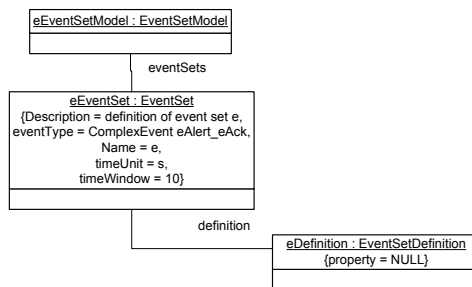 eEventSetModel : EventSetModel
eventSets
eEventSet : EventSet
{Description = definition of event set e,
eventType = ComplexEvent eAlert_eAck,
Name = e,
timeUnit = s,
timeWindow = 10}
definition
eDefinition : EventSetDefinition
{property = NULL}